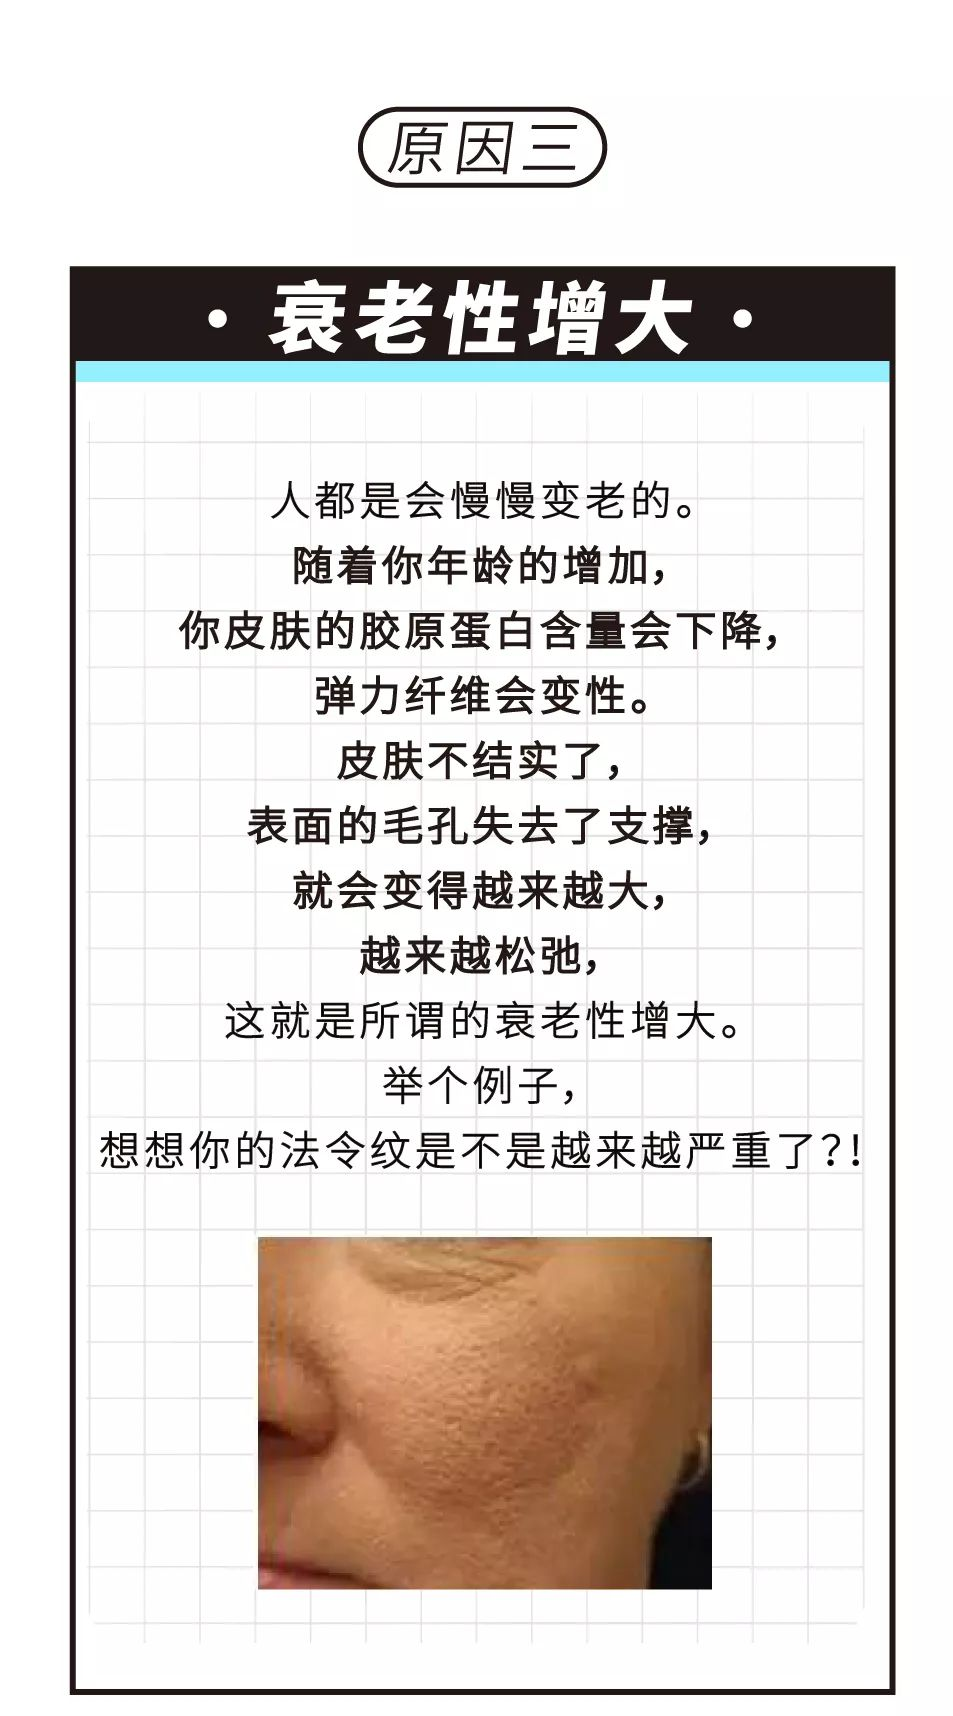 原因三
· 衰老性增大 ·
人都是会慢慢变老的。
随着你年龄的增加，
你皮肤的胶原蛋白含量会下降，
弹力纤维会变性。
皮肤不结实了，
表面的毛孔失去了支撑，
就会变得越来越大，
越来越松弛，
这就是所谓的衰老性增大。
举个例子，
想想你的法令纹是不是越来越严重了？！